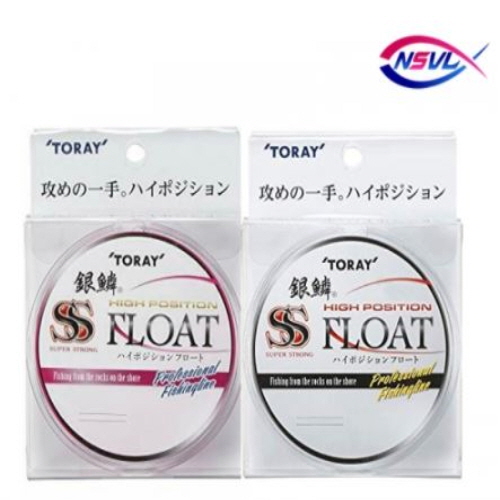 NSVL
"TORAY"
攻めの一手。ハイポジション
"TORAY"
銀鱗®
HIGH POSITION
SS FLOAT
SUPER STRONG
ハイポジションフロート
Fishing from the rocks on the shore
Professional
Fishingline
"TORAY"
攻めの一手。ハイポジション
"TORAY"
銀鱗®
HIGH POSITION
SS FLOAT
SUPER STRONG
ハイポジションフロート
Fishing from the rocks on the shore
Professional
Fishingline